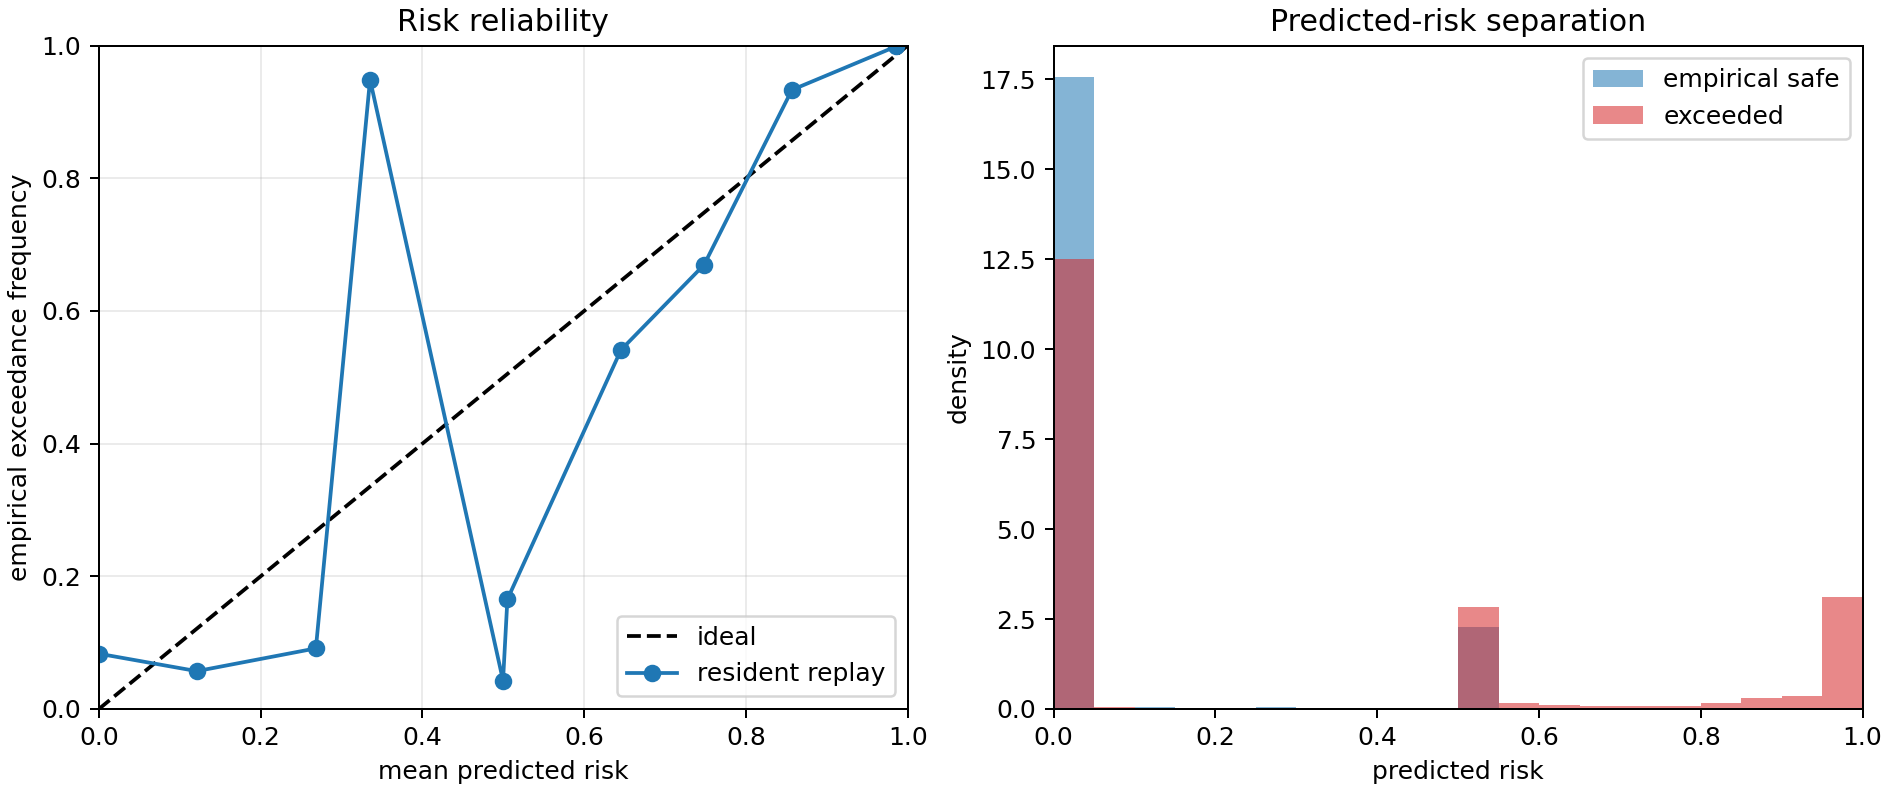 Risk reliability
empirical exceedance frequency
1.0
0.8
0.6
0.4
0.2
0.0
0.0 0.2 0.4 0.6 0.8 1.0
mean predicted risk
ideal
resident replay
Predicted-risk separation
density
17.5
15.0
12.5
10.0
7.5
5.0
2.5
0.0
0.0 0.2 0.4 0.6 0.8 1.0
predicted risk
empirical safe
exceeded